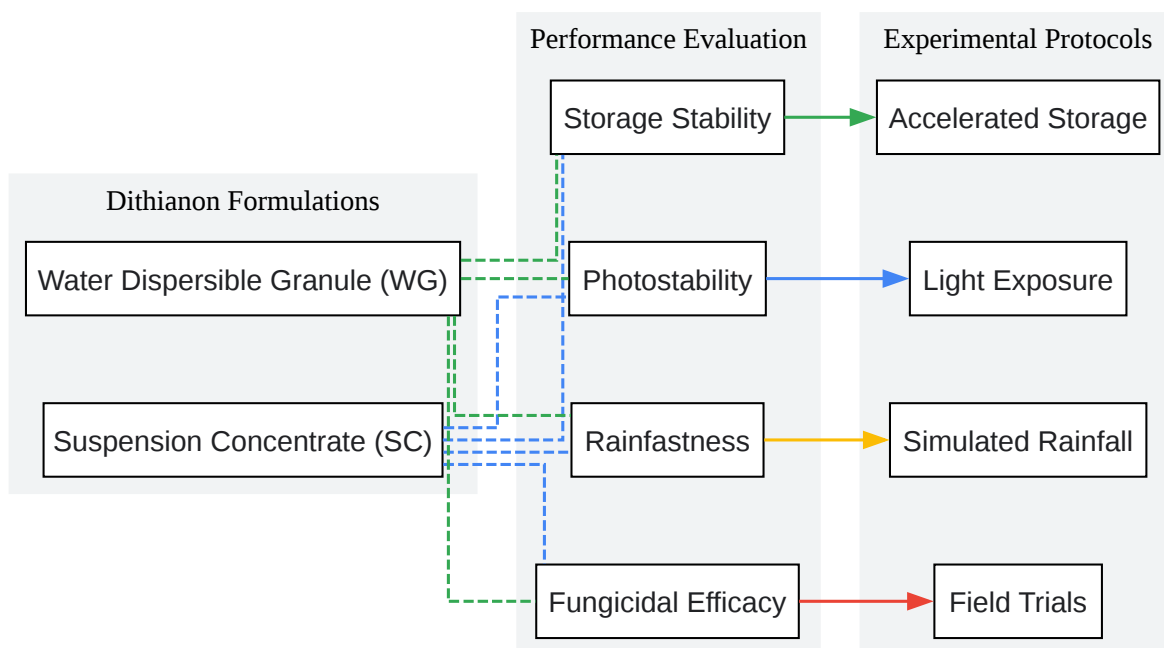 Performance Evaluation
Experimental Protocols
Storage Stability
Accelerated Storage
Dithianon Formulations
Water Dispersible Granule (WG)
Photostability
Light Exposure
Suspension Concentrate (SC)
Rainfastness
Simulated Rainfall
Fungicidal Efficacy
Field Trials